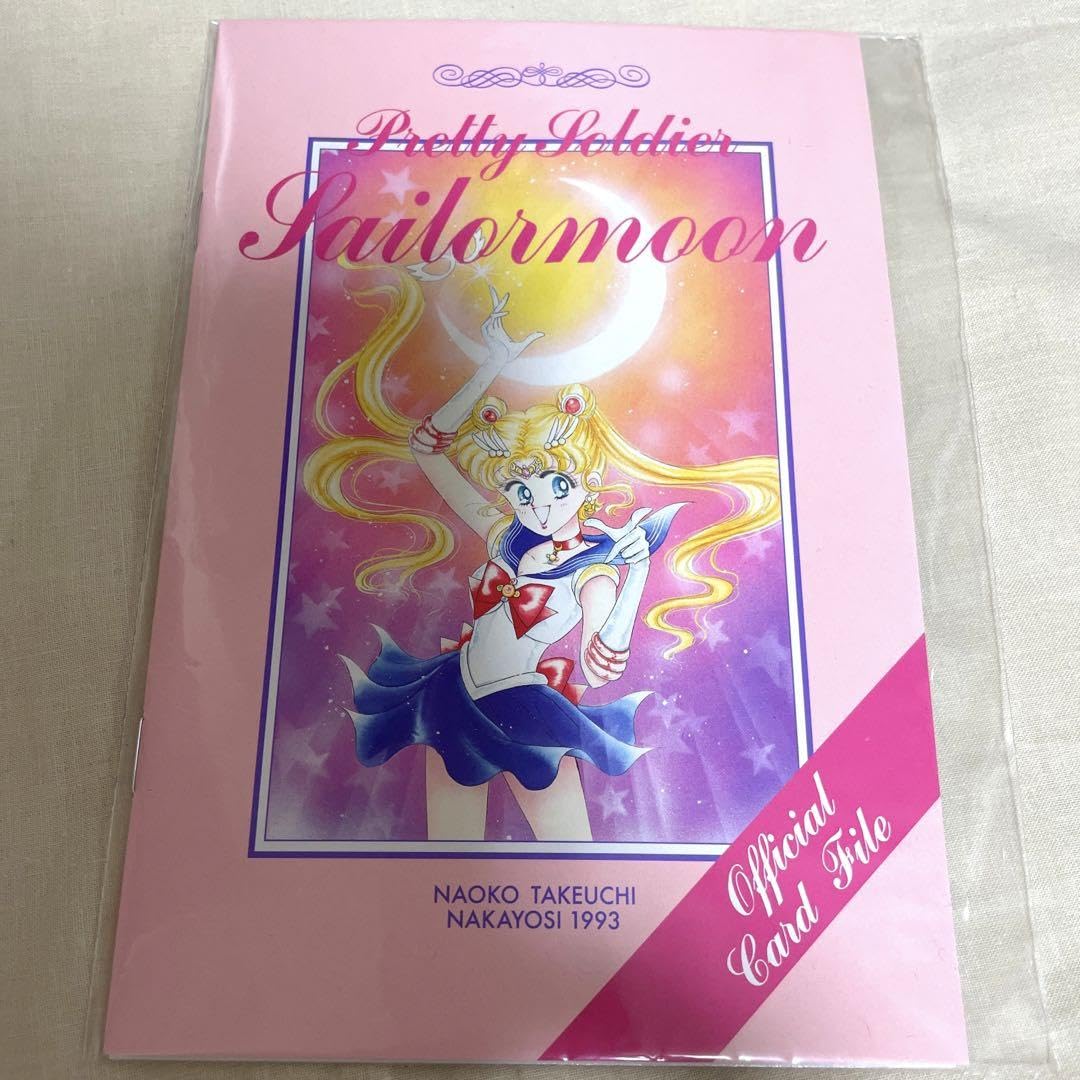 Pretty Soldier
Sailormoon
NAOKO TAKEUCHI
NAKAYOSI 1993
Official
Card File